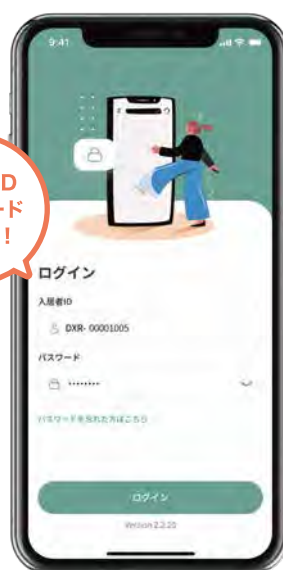 9:41
D
ード
!
ログイン
入居者ID
DXR- 00001005
パスワード
••••••••
パスワードを忘れた方はこちら
ログイン
Version 2.2.20